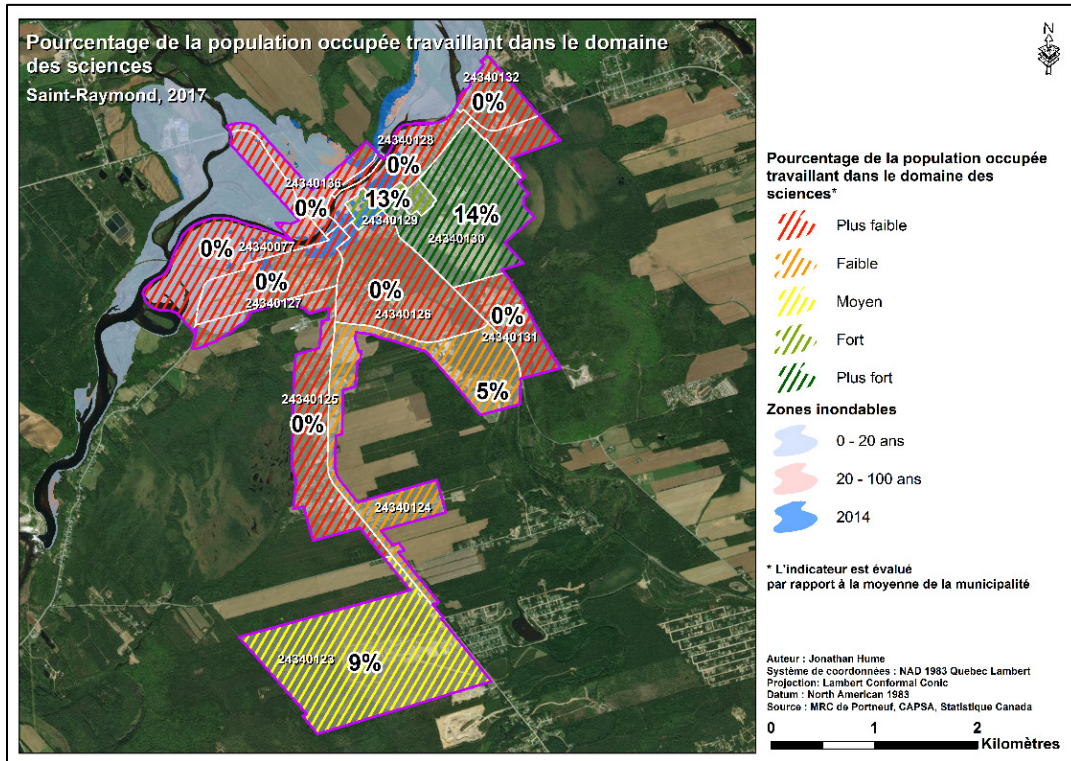 Pourcentage de la population occupée travaillant dans le domaine
des sciences
Saint-Raymond, 2017
24340132
0%
24340128
0%
24340136
0%
13%
24340129
14%
24340130
0%
24340077
0%
24340127
0%
24340126
0%
24340131
5%
24340125
0%
24340124
24340123
9%
N
Pourcentage de la population occupée
travaillant dans le domaine des
sciences*
Plus faible
Faible
Moyen
Fort
Plus fort
Zones inondables
0 - 20 ans
20 - 100 ans
2014
* L'indicateur est évalué
par rapport à la moyenne de la municipalité
Auteur : Jonathan Hume
Système de coordonnées : NAD 1983 Quebec Lambert
Projection: Lambert Conformal Conic
Datum : North American 1983
Source : MRC de Portneuf, CAPSA, Statistique Canada
0 1 2
Kilomètres